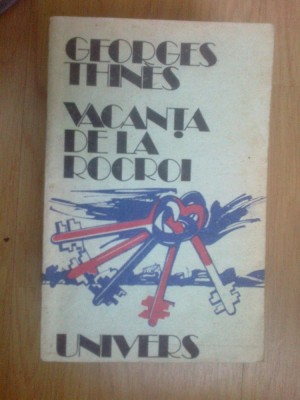 GEORGES
THINÈS
VACANȚA
DE LA
ROCROI
UNIVERS